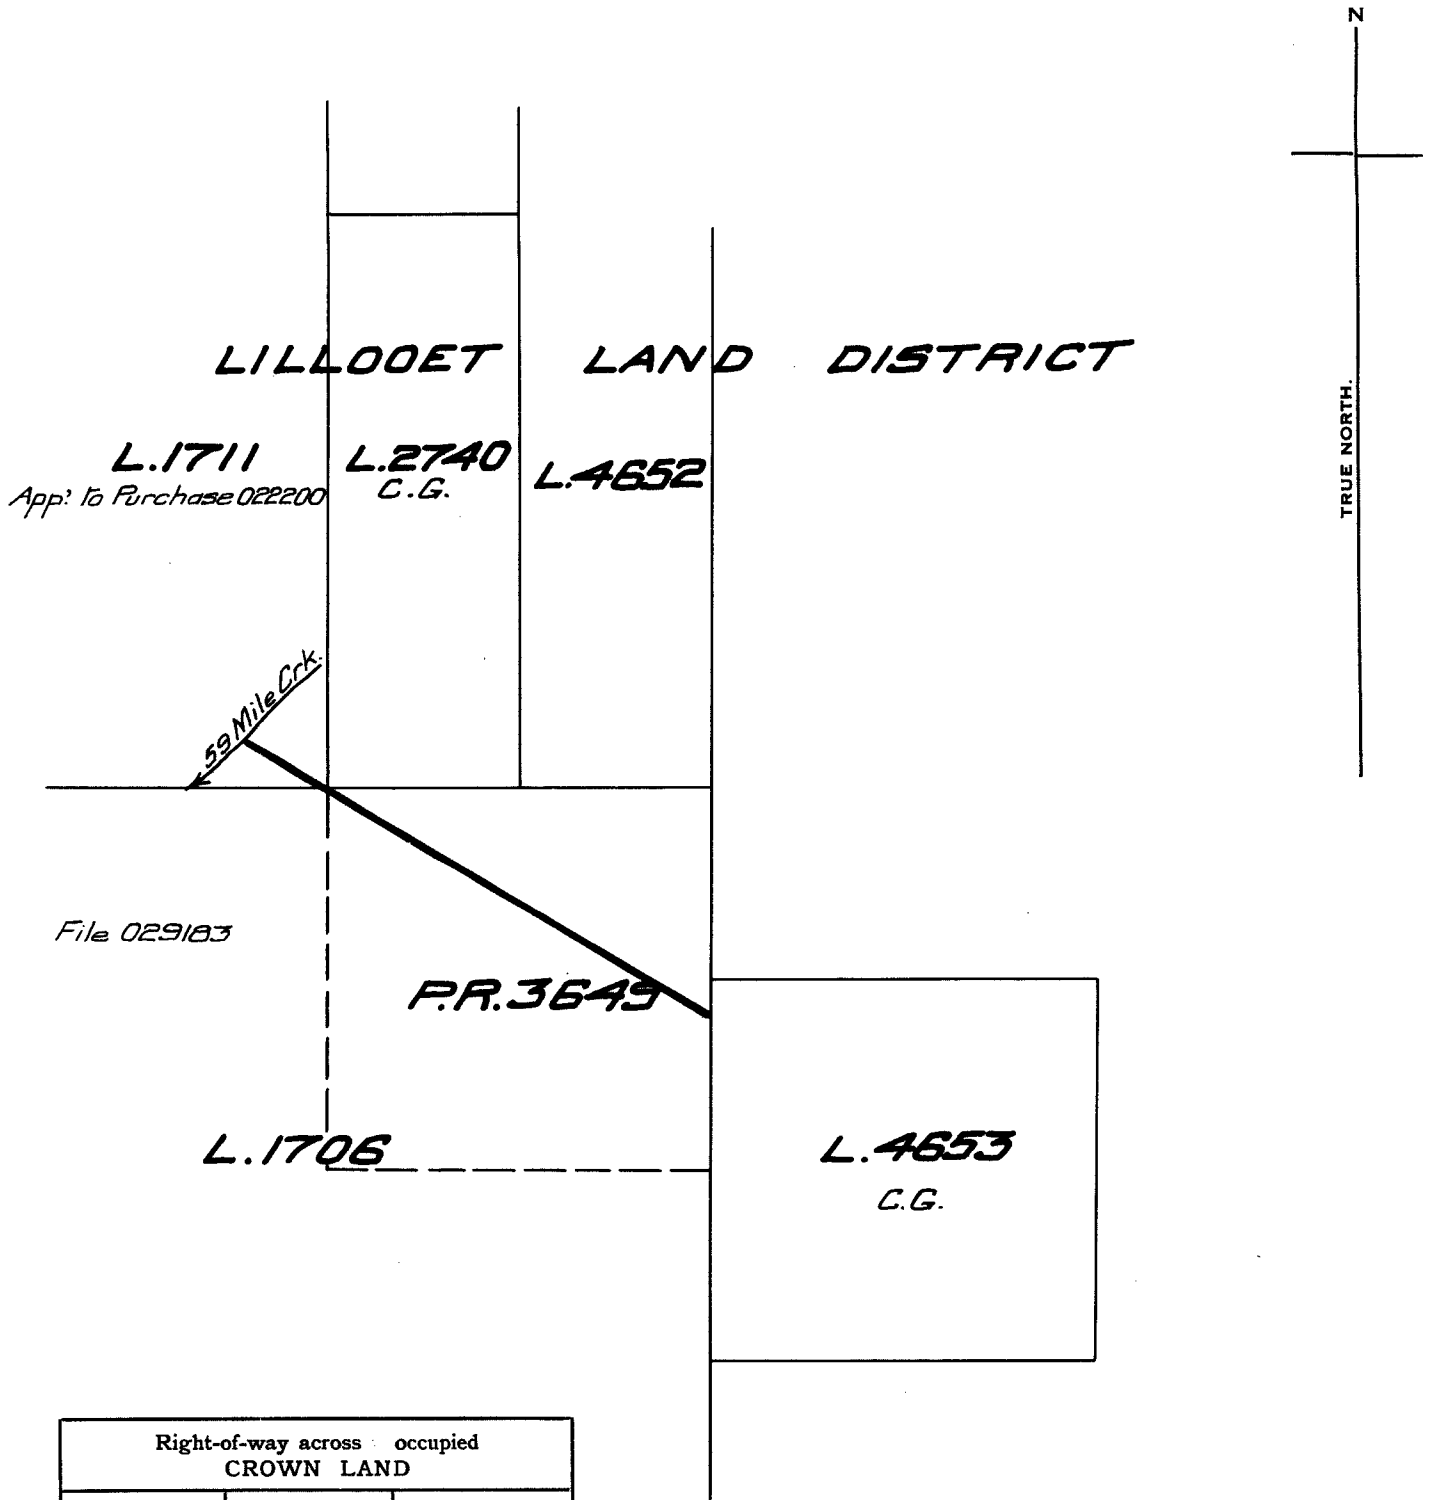 N
TRUE NORTH.
LILLOOET LAND DISTRICT
L.1711
App? to Purchase 022200
L.2740
C.G.
L.4652
59 Mile Crk.
File 029183
P.R.3649
L.1706
L.4653
C.G.
Right-of-way across occupied
CROWN LAND